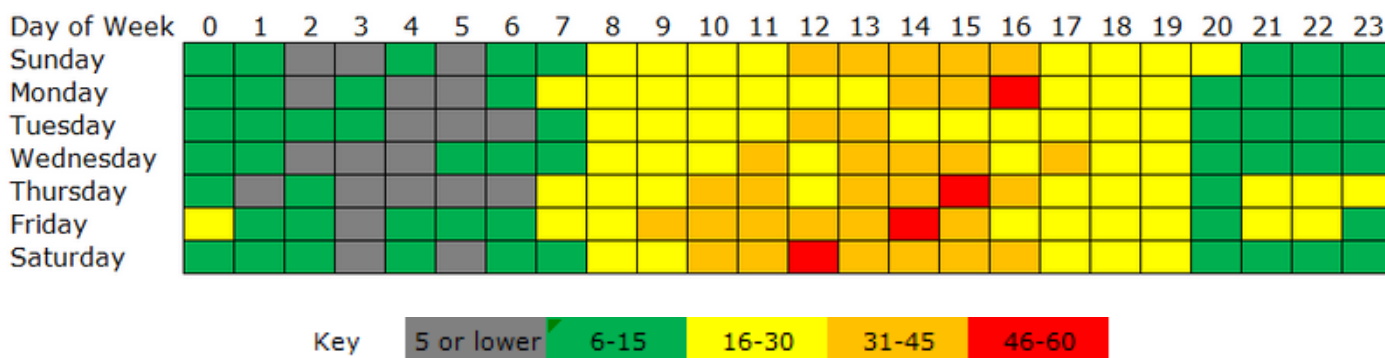 Day of Week 0 1 2 3 4 5 6 7 8 9 10 11 12 13 14 15 16 17 18 19 20 21 22 23
Sunday
Monday
Tuesday
Wednesday
Thursday
Friday
Saturday
Key 5 or lower 6-15 16-30 31-45 46-60